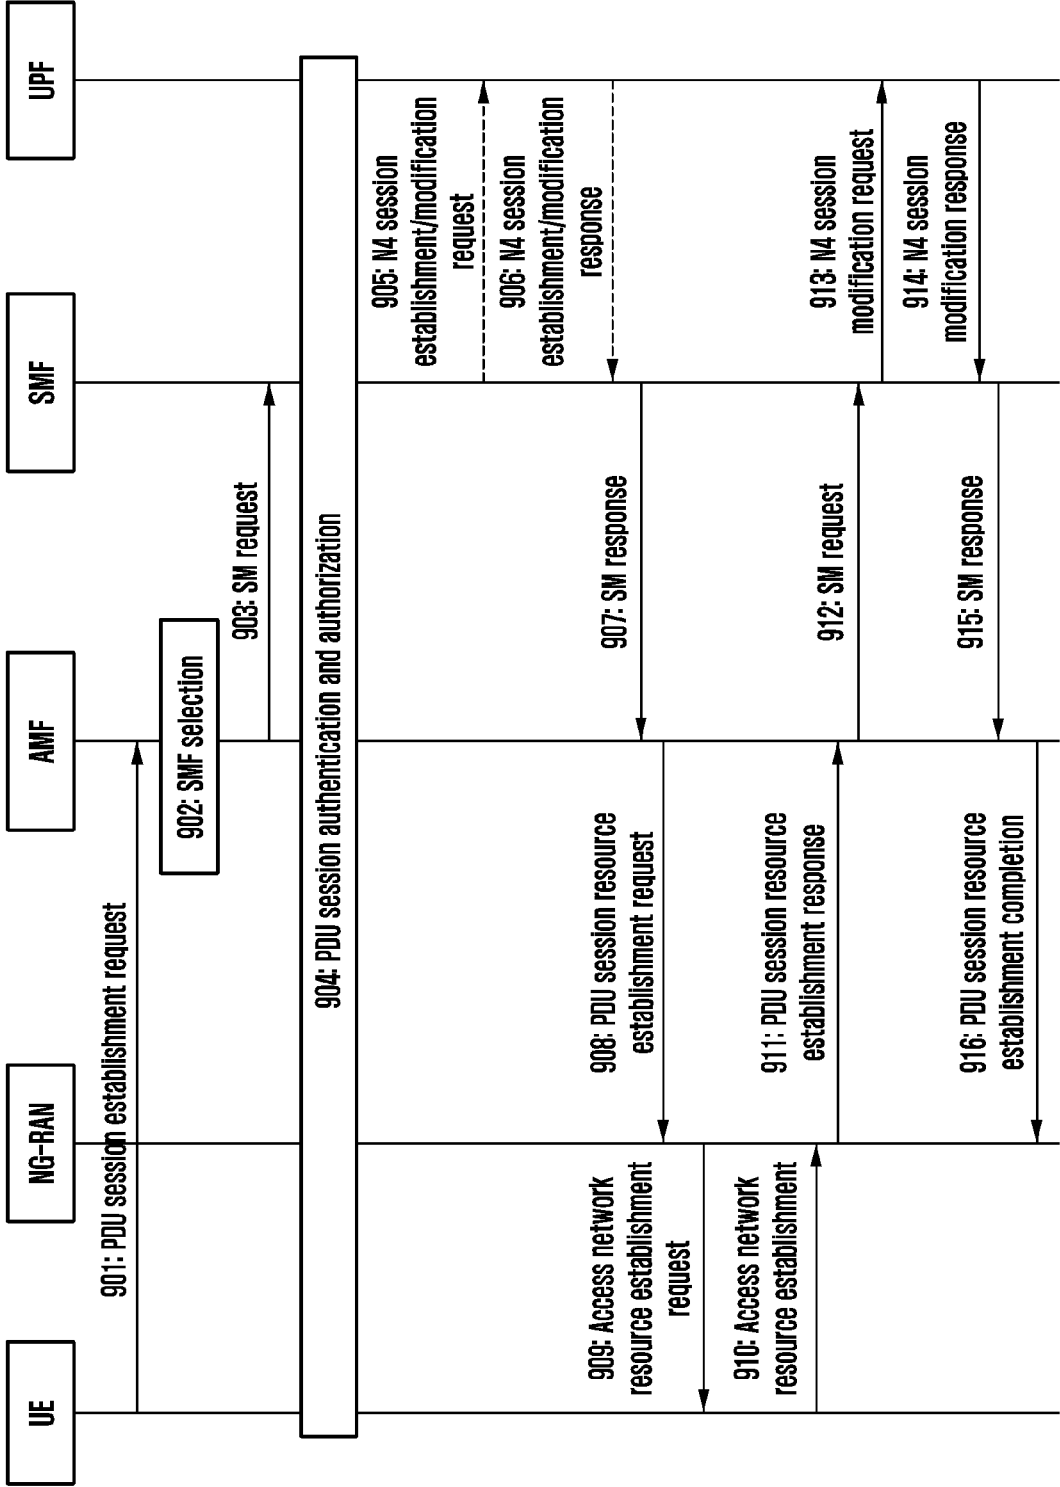 UE
NG-RAN
AMF
SMF
UPF
901: PDU session establishment request
902: SMF selection
903: SM request
904: PDU session authentication and authorization
905: N4 session
establishment/modification
request
906: N4 session
establishment/modification
response
907: SM response
908: PDU session resource
establishment request
909: Access network
resource establishment
request
910: Access network
resource establishment
911: PDU session resource
establishment response
912: SM request
913: N4 session
modification request
914: N4 session
modification response
915: SM response
916: PDU session resource
establishment completion